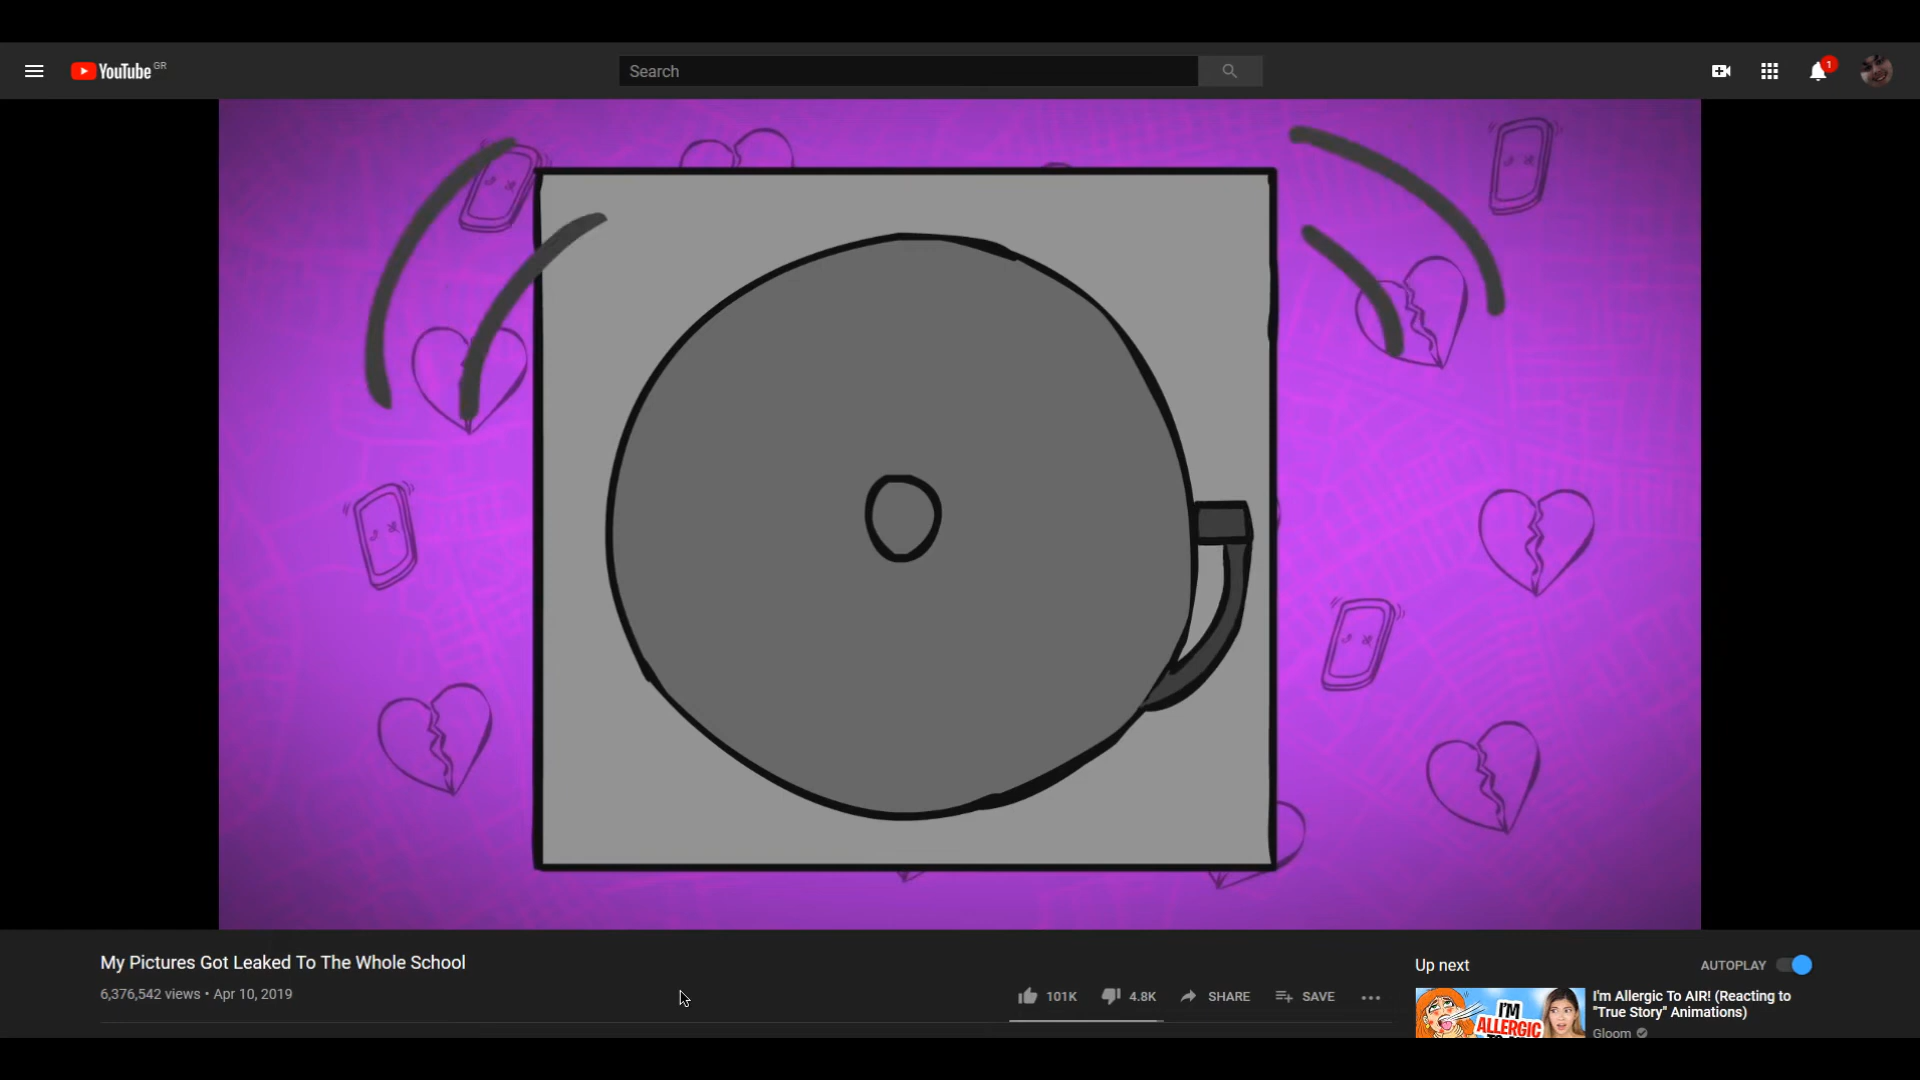 YouTube GR
Search
1
My Pictures Got Leaked To The Whole School
6,376,542 views • Apr 10, 2019
101K
4.8K
SHARE
SAVE
Up next
AUTOPLAY
I'M
ALLERGIC
I'm Allergic To AIR! (Reacting to
"True Story" Animations)
Gloom